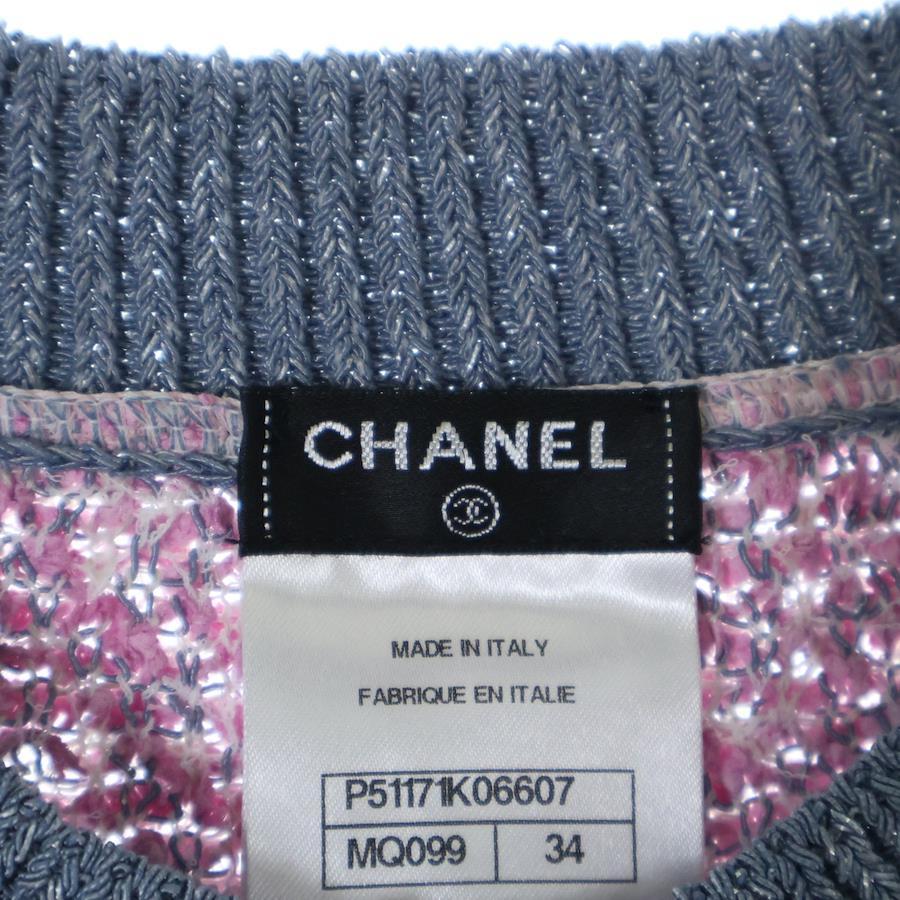 CHANEL
MADE IN ITALY
FABRIQUE EN ITALIE
P51171K06607
MQ099 34